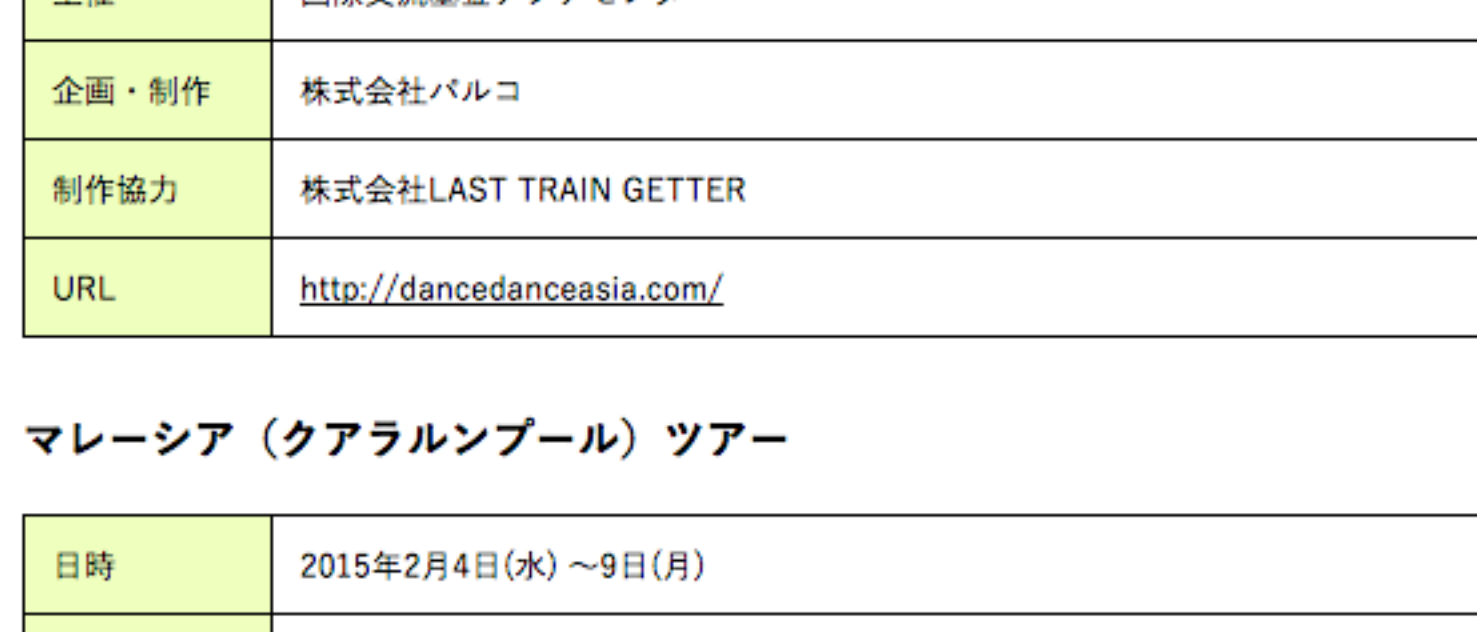 企画・制作 株式会社パルコ
制作協力 株式会社LAST TRAIN GETTER
URL http://dancedanceasia.com/
マレーシア（クアラルンプール）ツアー
日時 2015年2月4日(水) ～9日(月)